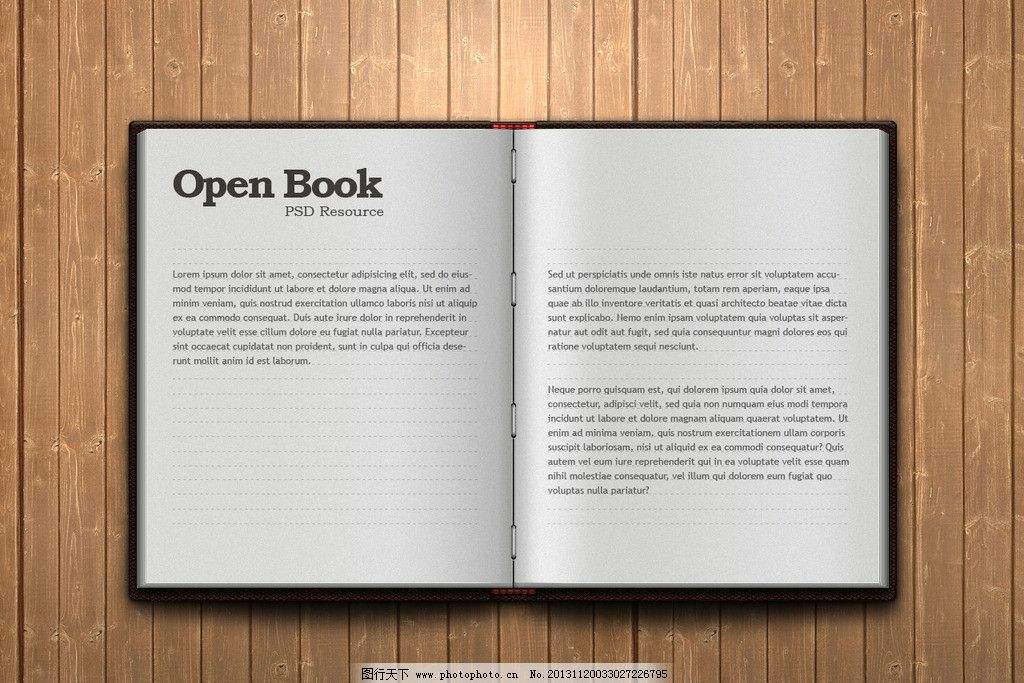 Open Book
PSD Resource
Lorem ipsum dolor sit amet, consectetur adipisicing elit, sed do eius-
mod tempor incididunt ut labore et dolore magna aliqua. Ut enim ad
minim veniam, quis nostrud exercitation ullamco laboris nisi ut aliquip
ex ea commodo consequat. Duis aute irure dolor in reprehenderit in
voluptate velit esse cillum dolore eu fugiat nulla pariatur. Excepteur
sint occaecat cupidatat non proident, sunt in culpa qui officia dese-
runt mollit anim id est laborum.
Sed ut perspiciatis unde omnis iste natus error sit voluptatem accu-
santium doloremque laudantium, totam rem aperiam, eaque ipsa
quae ab illo inventore veritatis et quasi architecto beatae vitae dicta
sunt explicabo. Nemo enim ipsam voluptatem quia voluptas sit asper-
natur aut odit aut fugit, sed quia consequuntur magni dolores eos qui
ratione voluptatem sequi nesciunt.
Neque porro quisquam est, qui dolorem ipsum quia dolor sit amet,
consectetur, adipisci velit, sed quia non numquam eius modi tempora
incidunt ut labore et dolore magnam aliquam quaerat voluptatem. Ut
enim ad minima veniam, quis nostrum exercitationem ullam corporis
suscipit laboriosam, nisi ut aliquid ex ea commodi consequatur? Quis
autem vel eum iure reprehenderit qui in ea voluptate velit esse quam
nihil molestiae consequatur, vel illum qui dolorem eum fugiat quo
voluptas nulla pariatur?
图行天下 www.photophoto.cn No.20131120033027226795